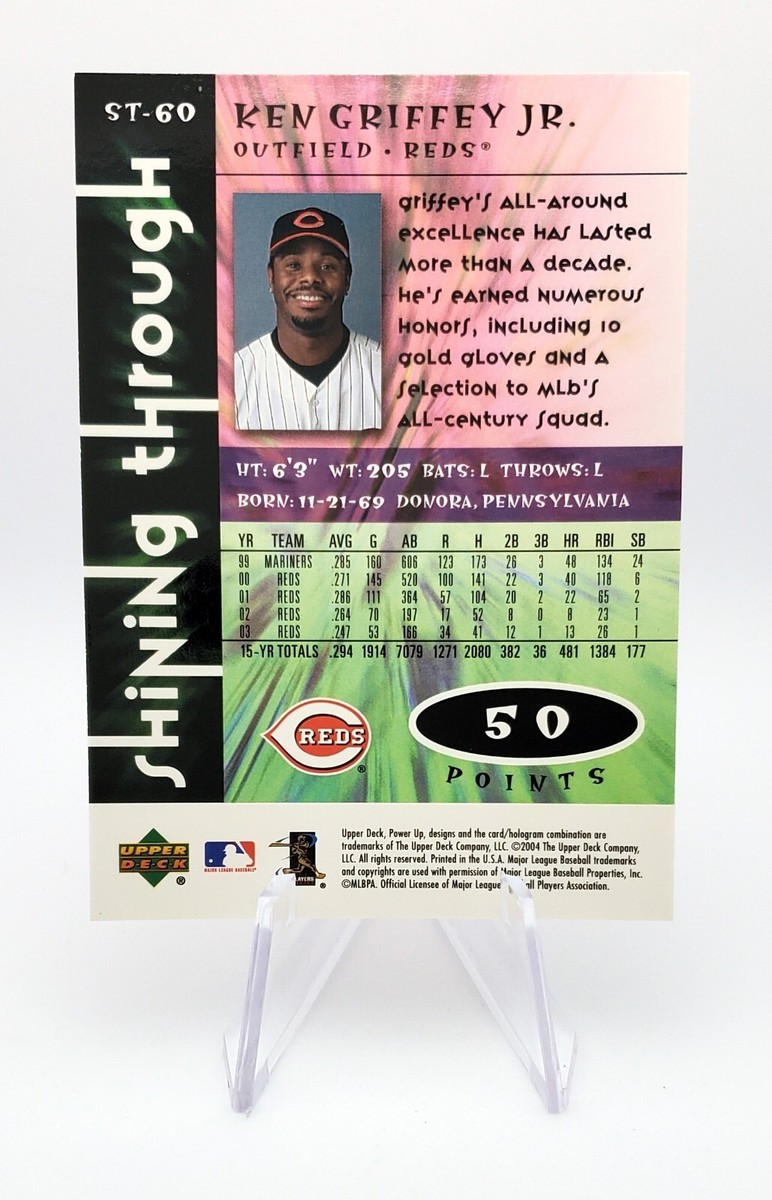 ST-60
SHINING THROUGH
KEN GRIFFEY JR.
OUTFIELD • REDS®
griffey's ALL-AROUND
EXCELLENCE HAS LASTED
MORE THAN A DECADE.
HE'S EARNED NUMEROUS
HONORS, INCLUDING 10
GOLD GLOVES AND A
SELECTION TO MLB'S
ALL-CENTURY SQUAD.
HT: 6'3" WT: 205 BATS: L THROWS: L
BORN: 11-21-69 DONORA, PENNSYLVANIA
YR TEAM AVG G AB R H 2B 3B HR RBI SB
99 MARINERS .285 160 606 123 173 26 3 48 134 24
00 REDS .271 145 520 100 141 22 3 40 118 6
01 REDS .286 111 364 57 104 20 2 22 65 2
02 REDS .264 70 197 17 52 8 0 8 23 1
03 REDS .247 53 166 34 41 12 1 13 26 1
15-YR TOTALS .294 1914 7079 1271 2080 382 36 481 1384 177
REDS ®
50
POINTS
UPPER
DECK ®
MAJOR LEAGUE BASEBALL
PLAYERS ®
Upper Deck, Power Up, designs and the card/hologram combination are
trademarks of The Upper Deck Company, LLC. ©2004 The Upper Deck Company,
LLC. All rights reserved. Printed in the U.S.A. Major League Baseball trademarks
and copyrights are used with permission of Major League Baseball Properties, Inc.
©MLBPA. Official Licensee of Major League Players Association.